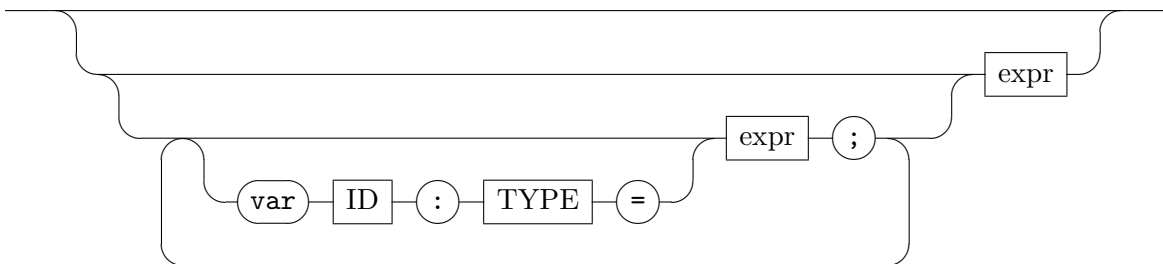 expr
expr ;
var ID : TYPE =